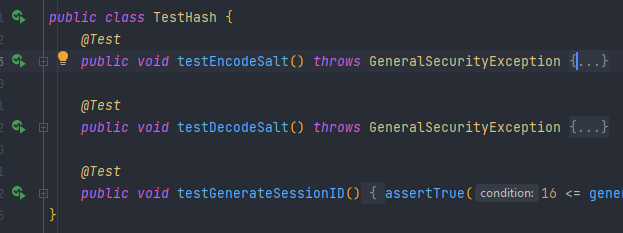 public class TestHash {
@Test
public void testEncodeSalt() throws GeneralSecurityException {...}
@Test
public void testDecodeSalt() throws GeneralSecurityException {...}
@Test
public void testGenerateSessionID() { assertTrue( condition: 16 <=
}